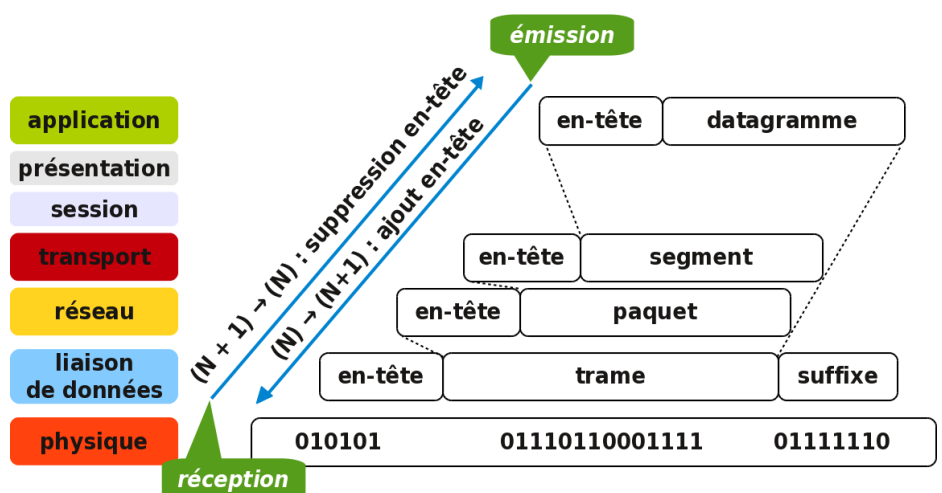 émission
application
en-tête
datagramme
présentation
session
transport
en-tête
segment
réseau
en-tête
paquet
liaison
de données
en-tête
trame
suffixe
physique
010101
01110110001111
01111110
réception
(N + 1) → (N) : suppression en-tête
(N) → (N+1) : ajout en-tête